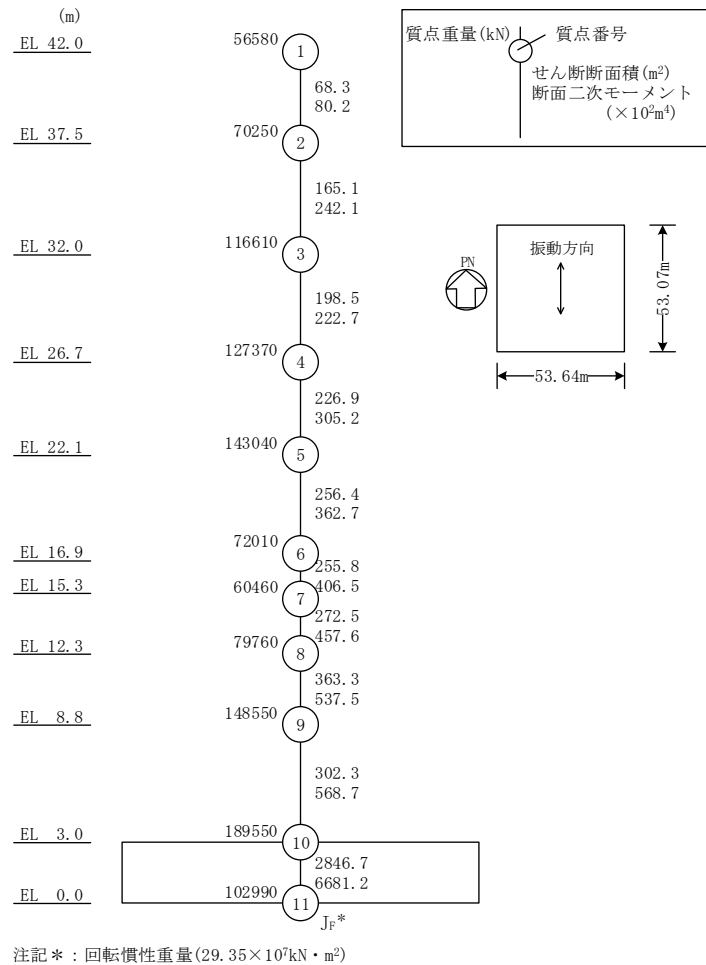 (m)
EL 42.0
56580
1
68.3
80.2
EL 37.5
70250
2
165.1
242.1
EL 32.0
116610
3
198.5
222.7
EL 26.7
127370
4
226.9
305.2
EL 22.1
143040
5
256.4
362.7
EL 16.9
72010
6
255.8
406.5
EL 15.3
60460
7
272.5
457.6
EL 12.3
79760
8
363.3
537.5
EL 8.8
148550
9
302.3
568.7
EL 3.0
189550
10
2846.7
6681.2
EL 0.0
102990
11
J_F*
質点重量(kN)
質点番号
せん断断面積(m²)
断面二次モーメント
(×10²m⁴)
PN
振動方向
53.07m
53.64m
注記*：回転慣性重量(29.35×10⁷kN・m²)